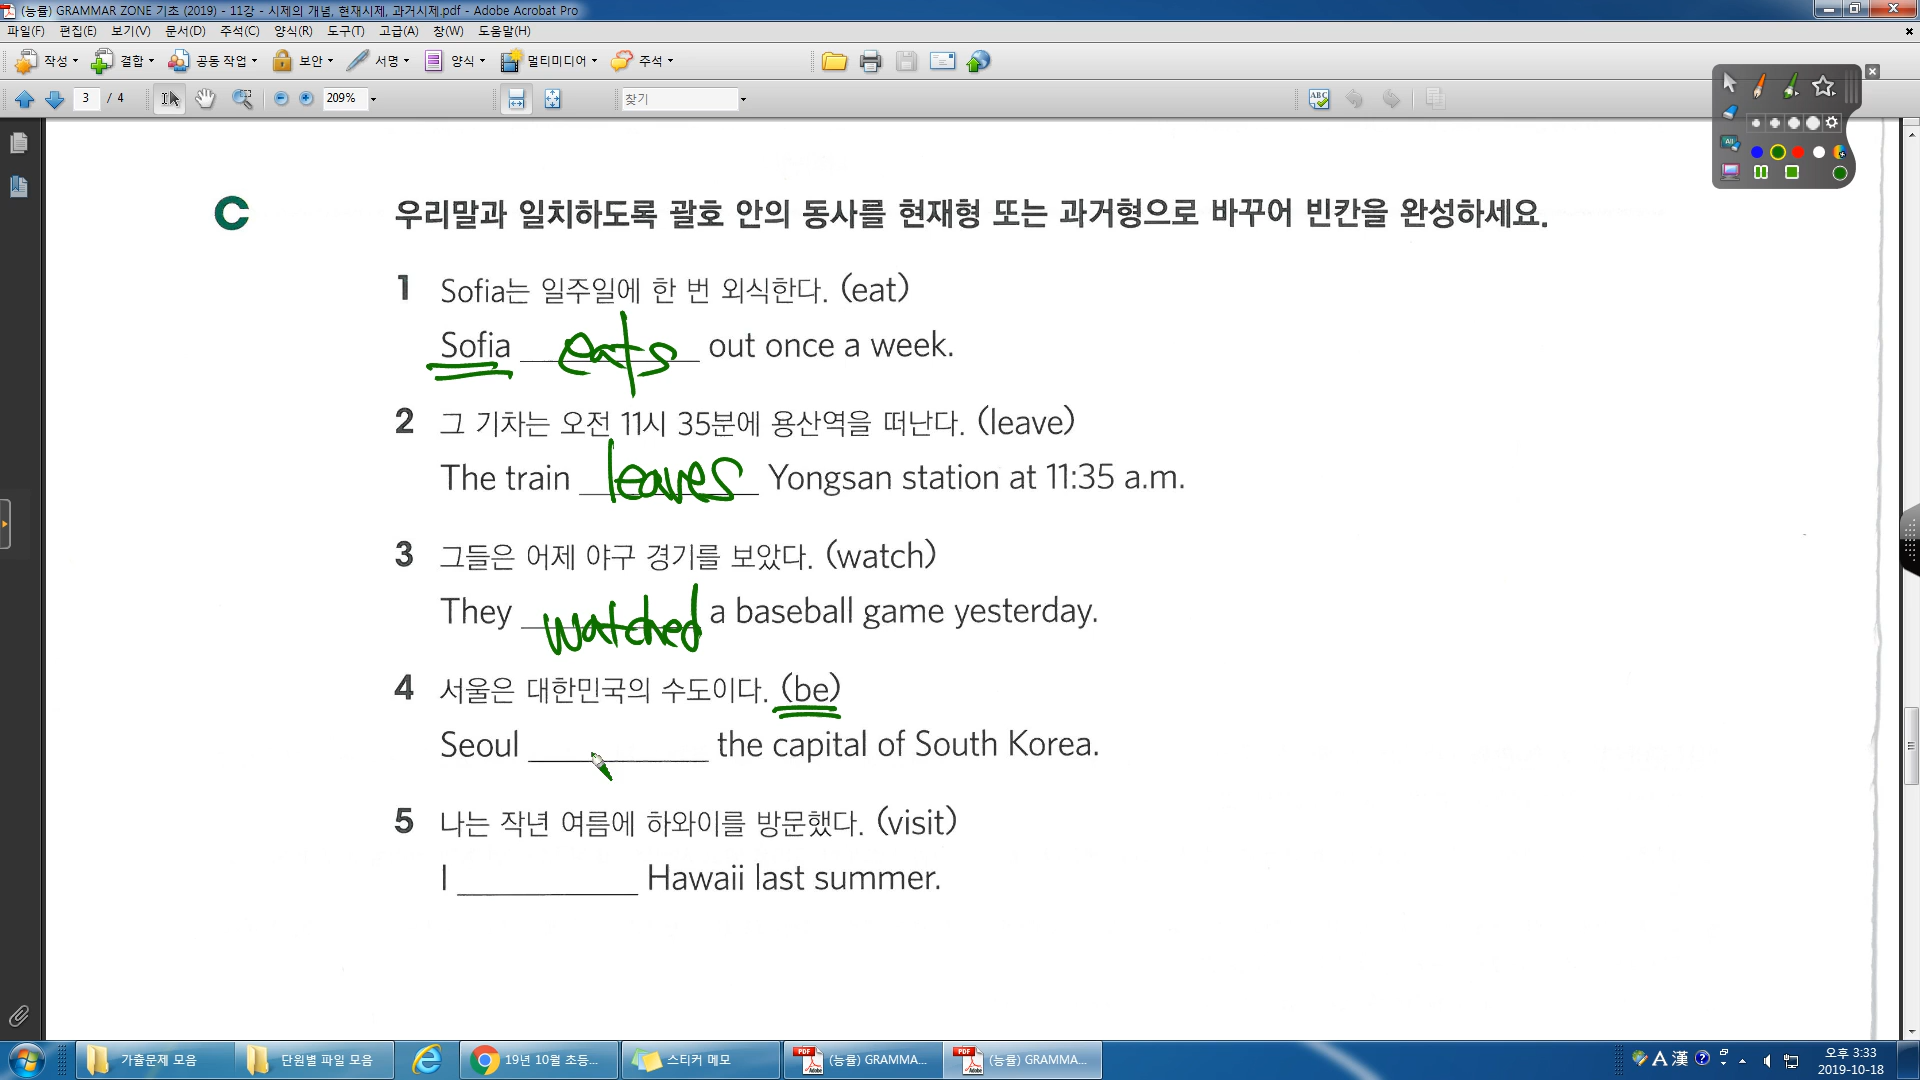 (능률) GRAMMAR ZONE 기초 (2019) - 11강 - 시제의 개념, 현재시제, 과거시제.pdf - Adobe Acrobat Pro
파일(F) 편집(E) 보기(V) 문서(D) 주석(C) 양식(R) 도구(T) 고급(A) 창(W) 도움말(H)
작성 결합 공동 작업 보안 서명 양식 멀티미디어 주석
3 / 4 209% 찾기
C 우리말과 일치하도록 괄호 안의 동사를 현재형 또는 과거형으로 바꾸어 빈칸을 완성하세요.
1 Sofia는 일주일에 한 번 외식한다. (eat)
Sofia eats out once a week.
2 그 기차는 오전 11시 35분에 용산역을 떠난다. (leave)
The train leaves Yongsan station at 11:35 a.m.
3 그들은 어제 야구 경기를 보았다. (watch)
They watched a baseball game yesterday.
4 서울은 대한민국의 수도이다. (be)
Seoul __________ the capital of South Korea.
5 나는 작년 여름에 하와이를 방문했다. (visit)
I __________ Hawaii last summer.
가출문제 모음 단원별 파일 모음 19년 10월 초등... 스티커 메모 (능률) GRAMMA... (능률) GRAMMA... A 漢 오후 3:33
2019-10-18